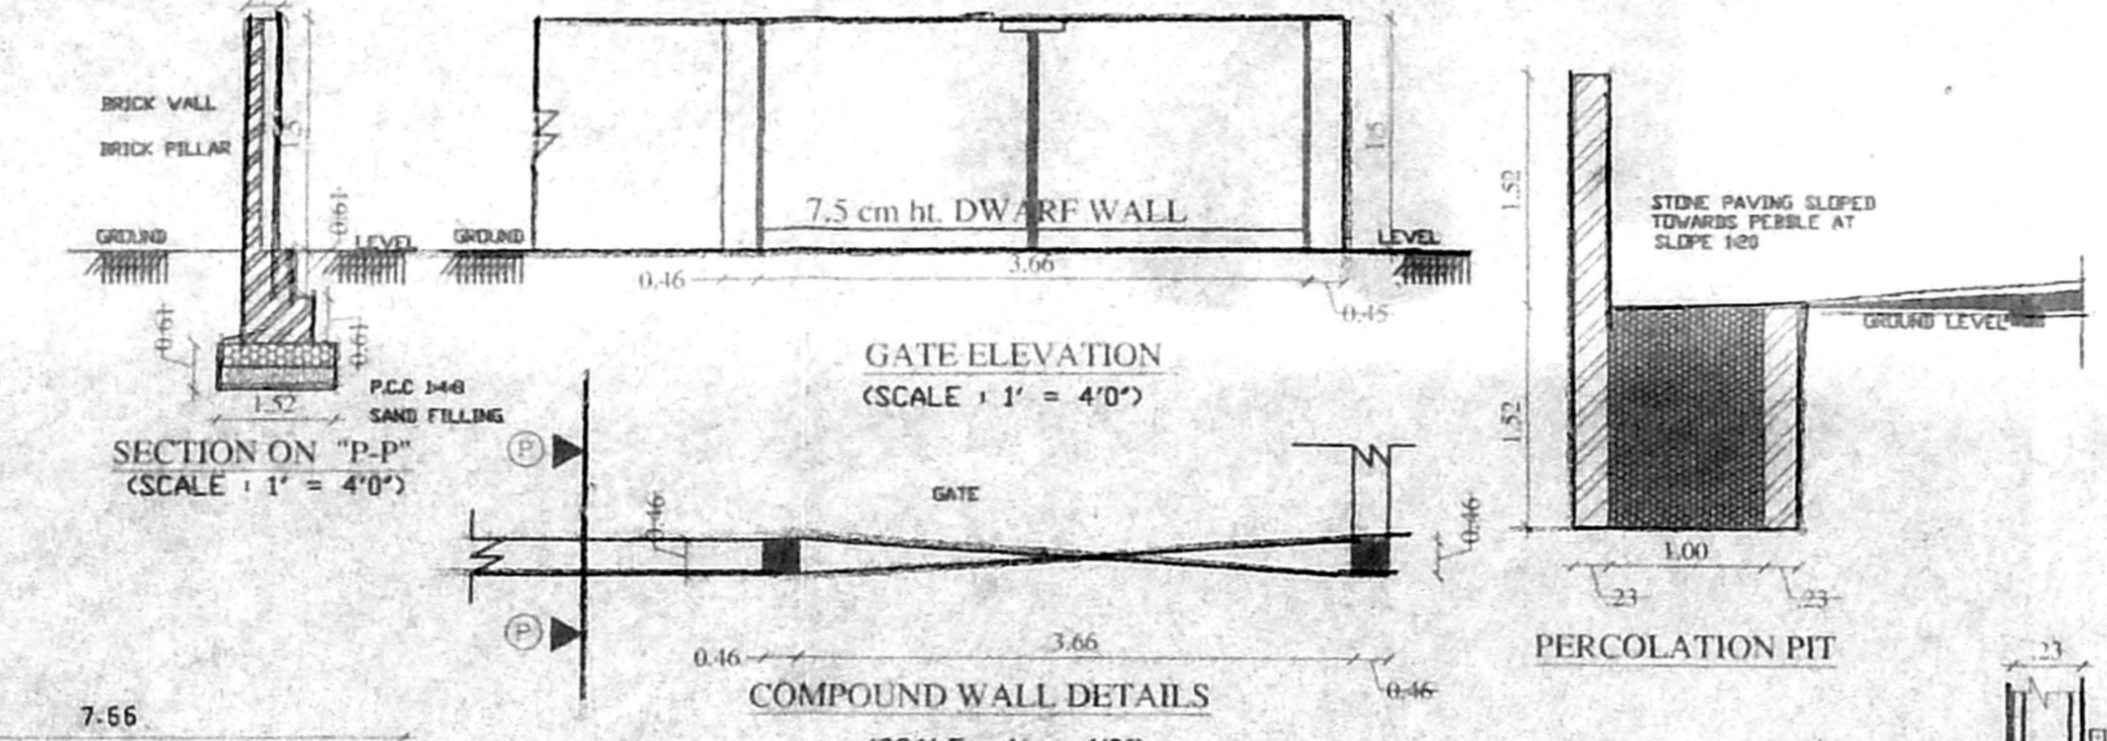 BRICK WALL
BRICK PILLAR
1.5
0.61
GROUND
LEVEL
0.61
0.61
P.C.C 1:4:8
SAND FILLING
1.52
SECTION ON "P-P"
(SCALE : 1' = 4'0")
GROUND
7.5 cm ht. DWARF WALL
1.5
LEVEL
0.46
3.66
0.45
GATE ELEVATION
(SCALE : 1' = 4'0")
P
GATE
0.46
0.46
P
0.46
3.66
0.46
COMPOUND WALL DETAILS
1.52
STONE PAVING SLOPED
TOWARDS PEBBLE AT
SLOPE 1:20
GROUND LEVEL
1.52
1.00
.23
.23
PERCOLATION PIT
.23
7.66